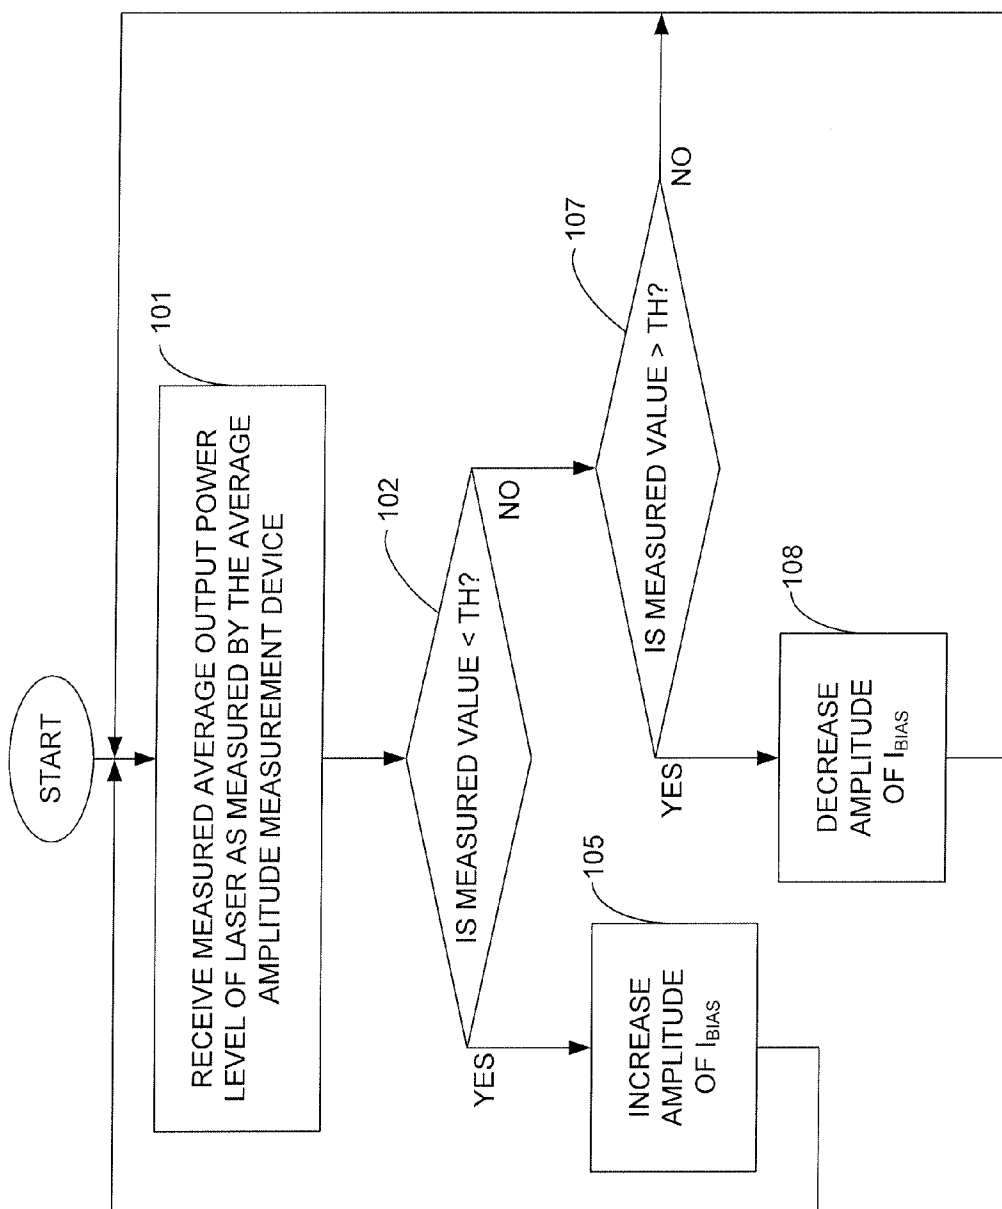 START
101
RECEIVE MEASURED AVERAGE OUTPUT POWER
LEVEL OF LASER AS MEASURED BY THE AVERAGE
AMPLITUDE MEASUREMENT DEVICE
102
IS MEASURED VALUE < TH?
YES
NO
105
INCREASE
AMPLITUDE
OF IBIAS
107
IS MEASURED VALUE > TH?
YES
NO
108
DECREASE
AMPLITUDE
OF IBIAS